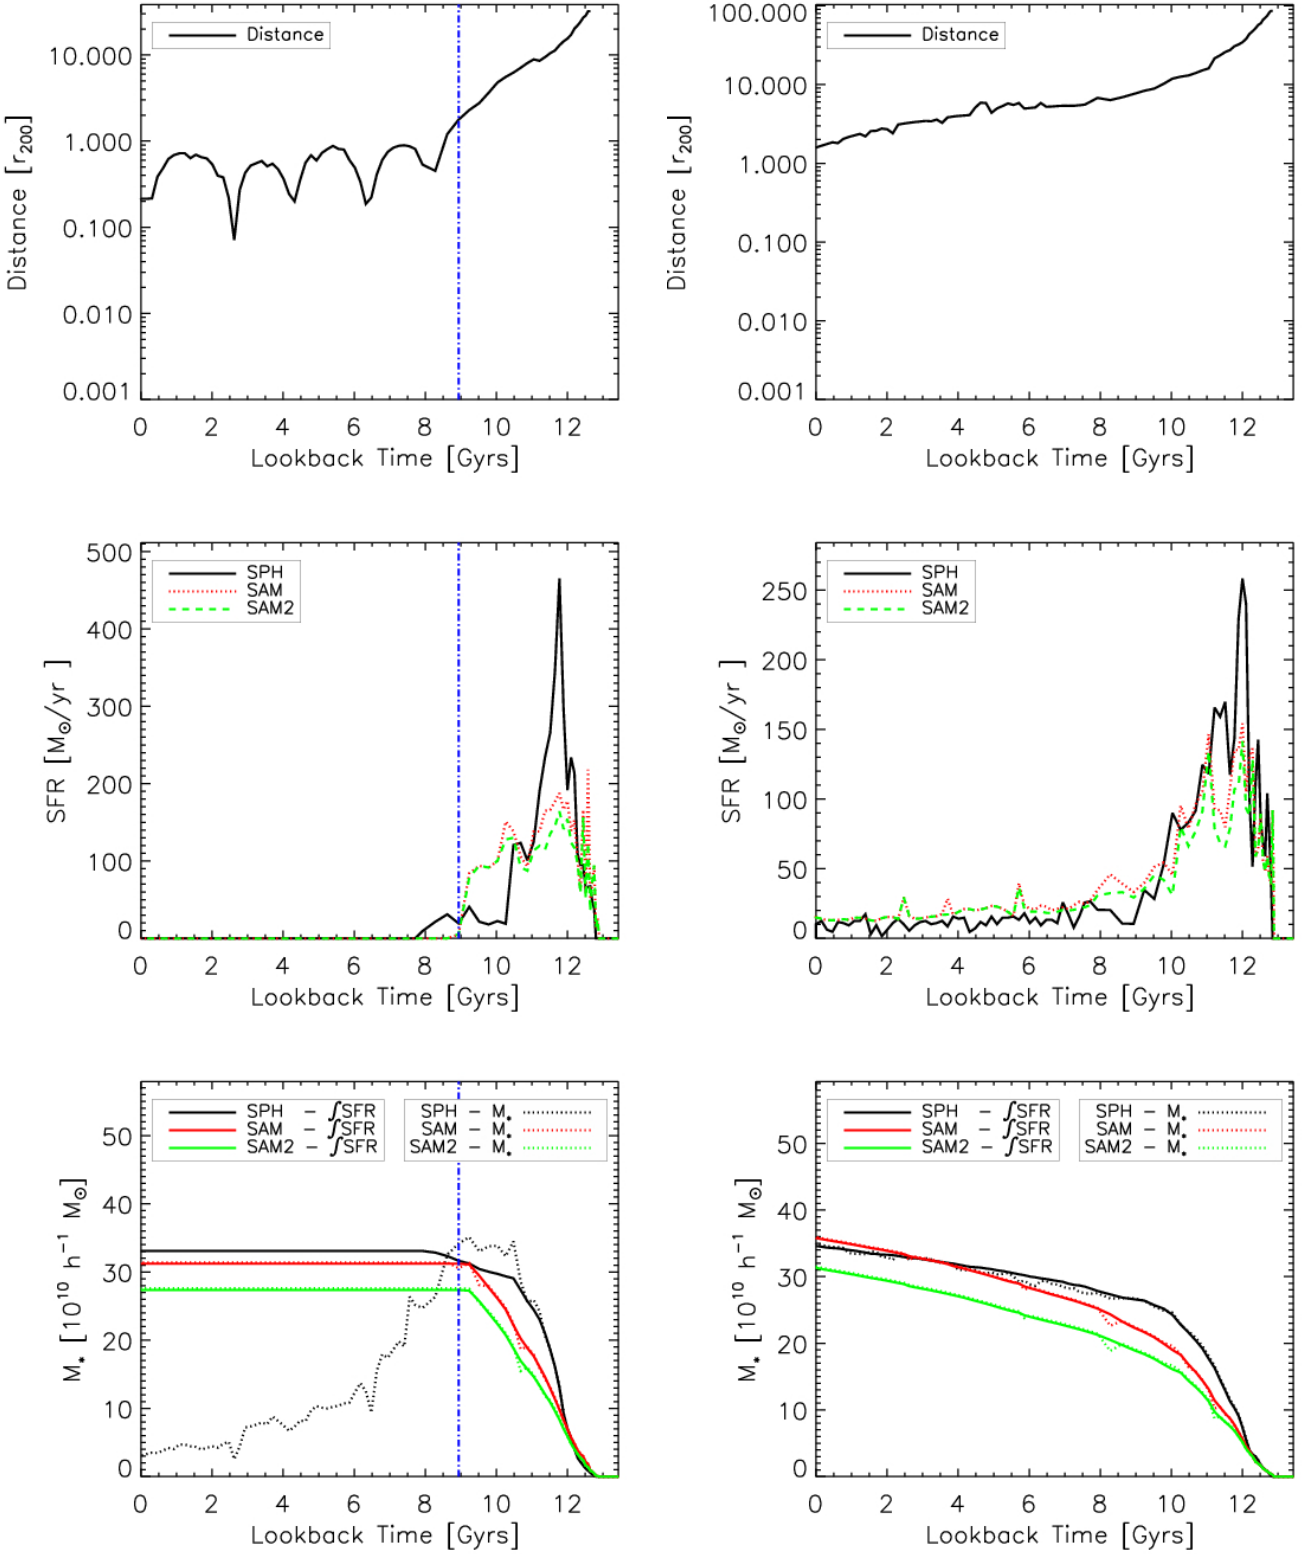 Distance
10.000
1.000
0.100
0.010
0.001
Distance [r200]
0 2 4 6 8 10 12
Lookback Time [Gyrs]
Distance
100.000
10.000
1.000
0.100
0.010
0.001
Distance [r200]
0 2 4 6 8 10 12
Lookback Time [Gyrs]
SPH
SAM
SAM2
500
400
300
200
100
0
SFR [M⊙/yr ]
0 2 4 6 8 10 12
Lookback Time [Gyrs]
SPH
SAM
SAM2
250
200
150
100
50
0
SFR [M⊙/yr ]
0 2 4 6 8 10 12
Lookback Time [Gyrs]
SPH − ∫SFR
SAM − ∫SFR
SAM2 − ∫SFR
SPH − M*
SAM − M*
SAM2 − M*
50
40
30
20
10
0
M* [10^10 h^−1 M⊙]
0 2 4 6 8 10 12
Lookback Time [Gyrs]
SPH − ∫SFR
SAM − ∫SFR
SAM2 − ∫SFR
SPH − M*
SAM − M*
SAM2 − M*
50
40
30
20
10
0
M* [10^10 h^−1 M⊙]
0 2 4 6 8 10 12
Lookback Time [Gyrs]